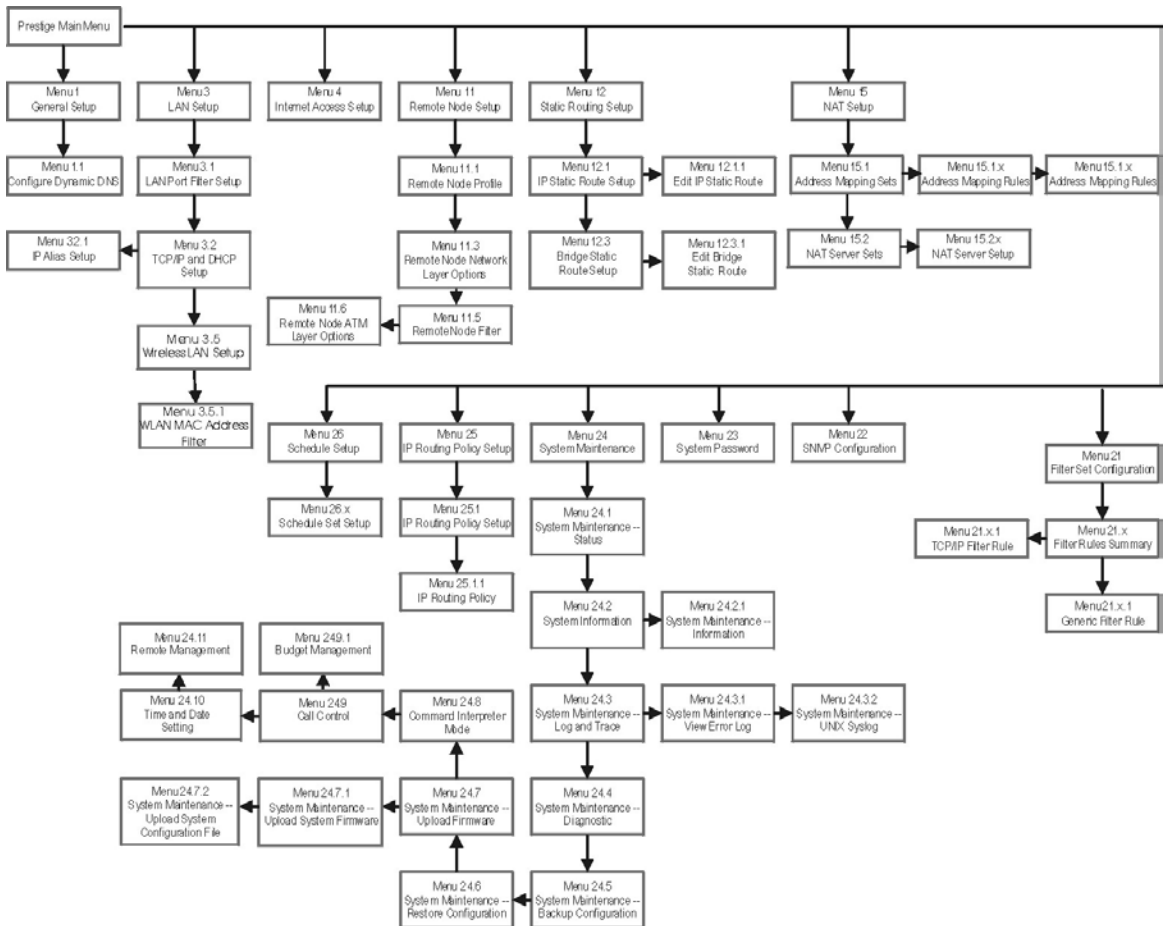 Prestige Main Menu
Menu 1
General Setup
Menu 3
LAN Setup
Menu 4
Internet Access Setup
Menu 11
Remote Node Setup
Menu 12
Static Routing Setup
Menu 15
NAT Setup
Menu 1.1
Configure Dynamic DNS
Menu 3.1
LAN Port Filter Setup
Menu 11.1
Remote Node Profile
Menu 12.1
IP Static Route Setup
Menu 12.1.1
Edit IP Static Route
Menu 15.1
Address Mapping Sets
Menu 15.1.x
Address Mapping Rules
Menu 15.1.x
Address Mapping Rules
Menu 32.1
IP Alias Setup
Menu 3.2
TCP/IP and DHCP
Setup
Menu 11.3
Remote Node Network
Layer Options
Menu 12.3
Bridge Static
Route Setup
Menu 12.3.1
Edit Bridge
Static Route
Menu 15.2
NAT Server Sets
Menu 15.2x
NAT Server Setup
Menu 11.6
Remote Node ATM
Layer Options
Menu 11.5
Remote Node Filter
Menu 3.5
Wireless LAN Setup
Menu 3.5.1
WLAN MAC Address
Filter
Menu 26
Schedule Setup
Menu 25
IP Routing Policy Setup
Menu 24
System Maintenance
Menu 23
System Password
Menu 22
SNMP Configuration
Menu 21
Filter Set Configuration
Menu 26.x
Schedule Set Setup
Menu 25.1
IP Routing Policy Setup
Menu 24.1
System Maintenance --
Status
Menu 21.x.1
TCP/IP Filter Rule
Menu 21.x
Filter Rules Summary
Menu 25.1.1
IP Routing Policy
Menu 24.2
System Information
Menu 24.2.1
System Maintenance --
Information
Menu21.x.1
Generic Filter Rule
Menu 24.11
Remote Management
Menu 249.1
Budget Management
Menu 24.10
Time and Date
Setting
Menu 249
Call Control
Menu 24.8
Command Interpreter
Mode
Menu 24.3
System Maintenance --
Log and Trace
Menu 24.3.1
System Maintenance --
View Error Log
Menu 24.3.2
System Maintenance --
UNIX Syslog
Menu24.7.2
System Maintenance --
Upload System
Configuration File
Menu 24.7.1
System Maintenance --
Upload System Firmware
Menu 24.7
System Maintenance --
Upload Firmware
Menu 24.4
System Maintenance --
Diagnostic
Menu 24.6
System Maintenance --
Restore Configuration
Menu 24.5
System Maintenance --
Backup Configuration